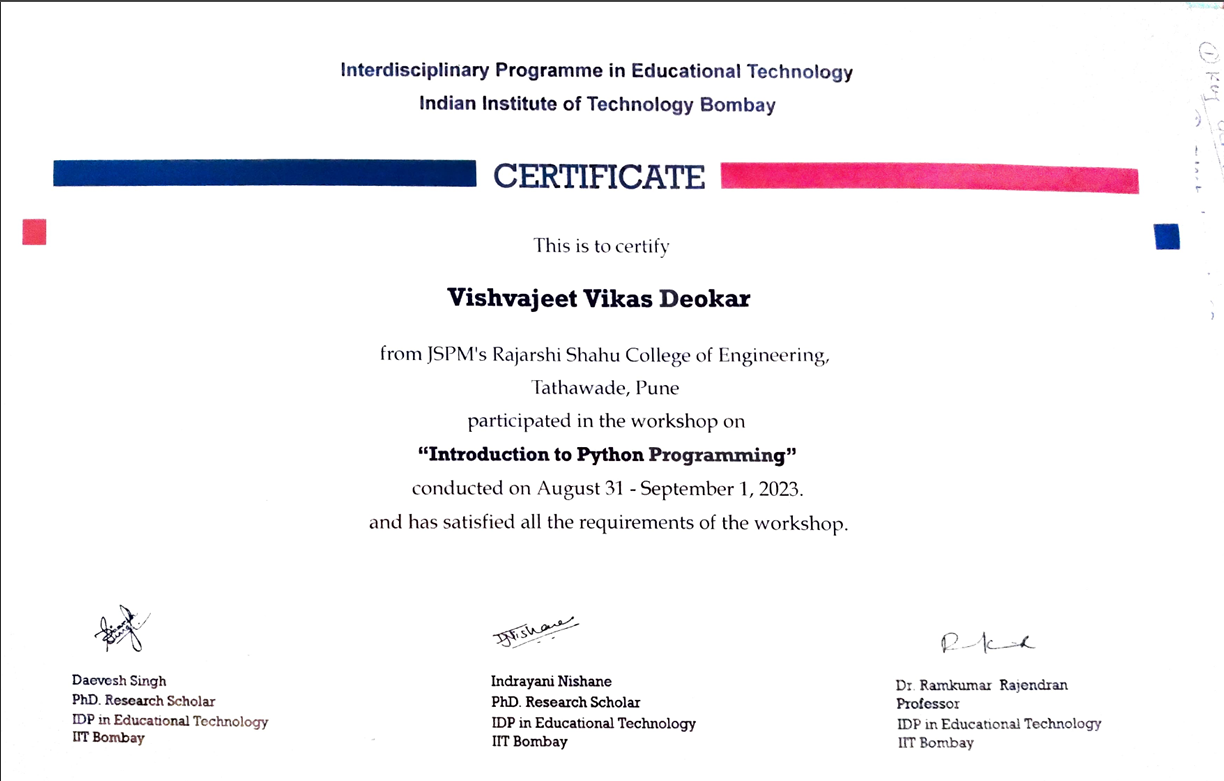 Interdisciplinary Programme in Educational Technology
Indian Institute of Technology Bombay
CERTIFICATE
This is to certify
Vishvajeet Vikas Deokar
from JSPM's Rajarshi Shahu College of Engineering,
Tathawade, Pune
participated in the workshop on
“Introduction to Python Programming”
conducted on August 31 - September 1, 2023.
and has satisfied all the requirements of the workshop.
Daevesh Singh
PhD. Research Scholar
IDP in Educational Technology
IIT Bombay
Indrayani Nishane
PhD. Research Scholar
IDP in Educational Technology
IIT Bombay
Dr. Ramkumar Rajendran
Professor
IDP in Educational Technology
IIT Bombay